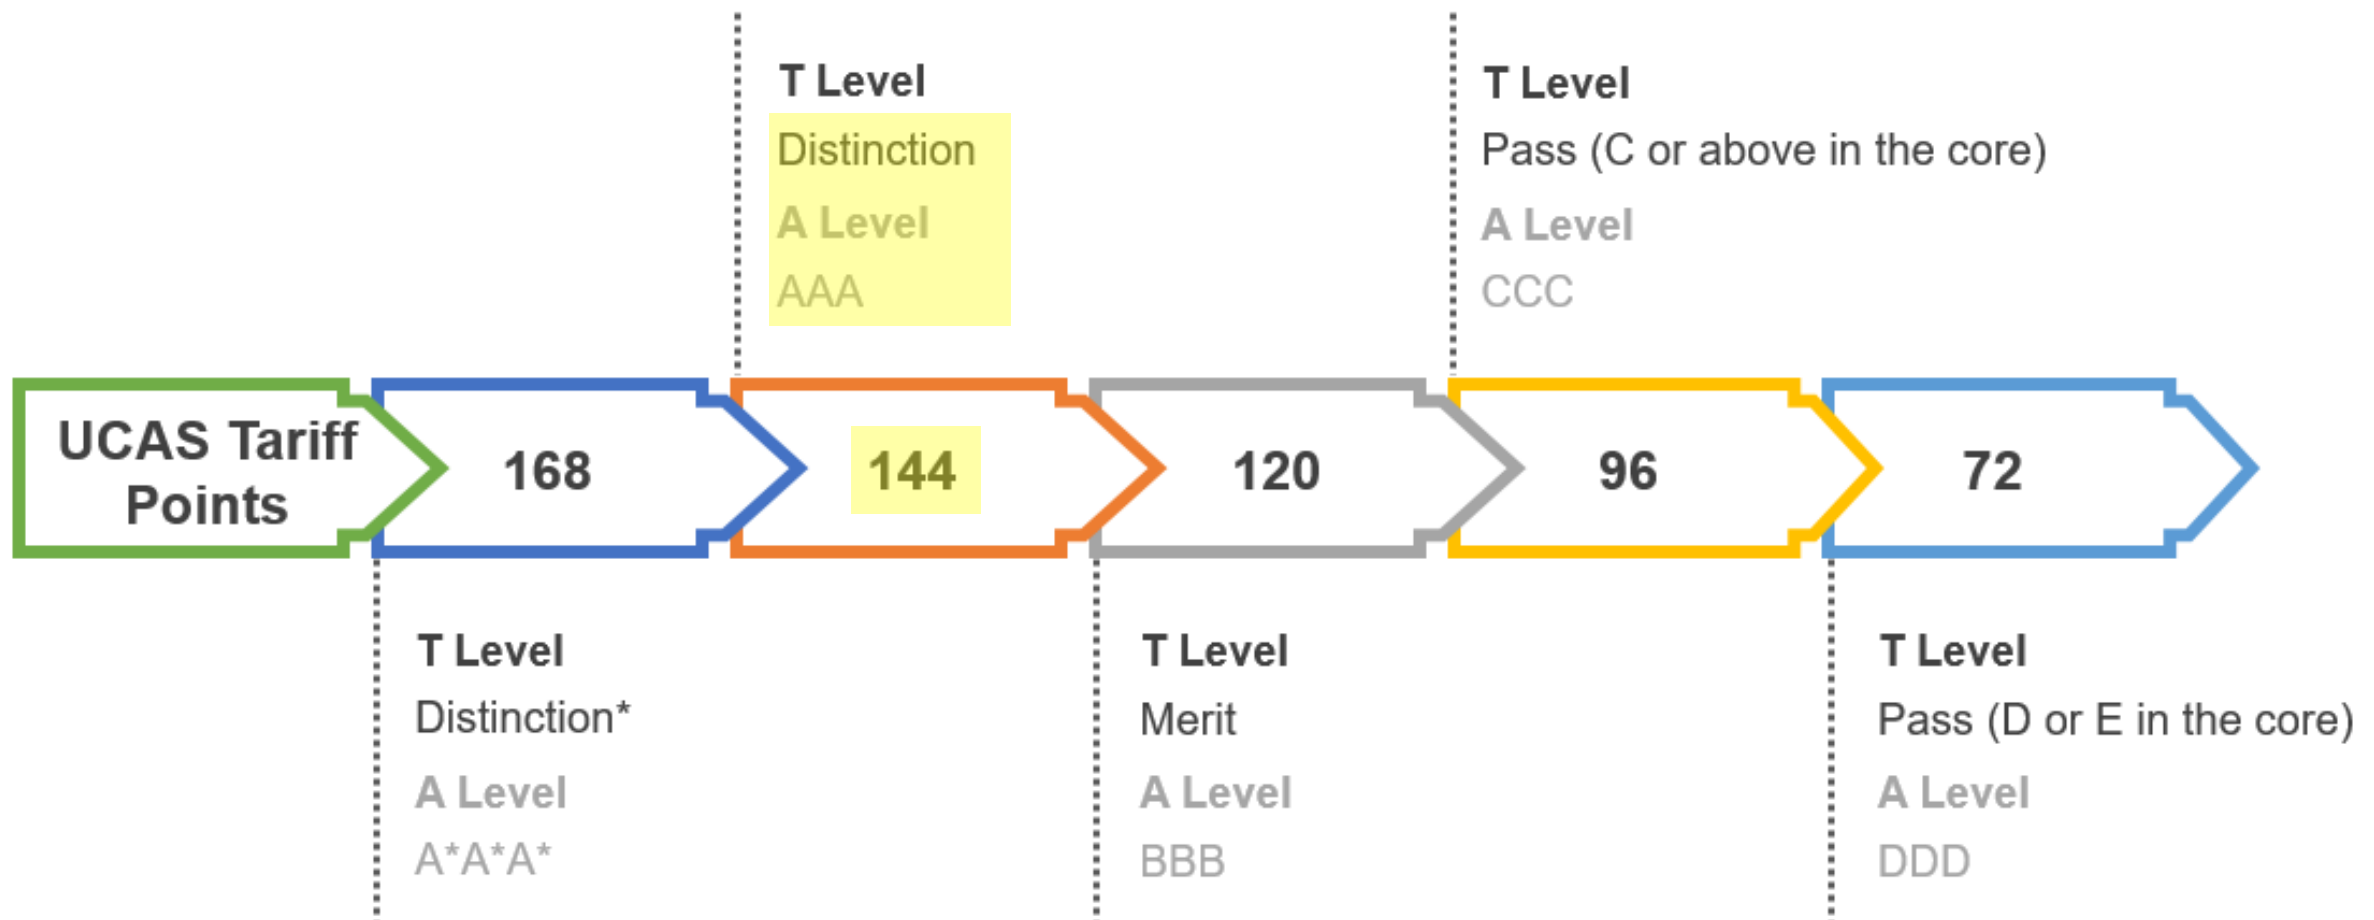 T Level
Distinction
A Level
AAA
T Level
Pass (C or above in the core)
A Level
CCC
UCAS Tariff
Points
168
144
120
96
72
T Level
Distinction*
A Level
A*A*A*
T Level
Merit
A Level
BBB
T Level
Pass (D or E in the core)
A Level
DDD